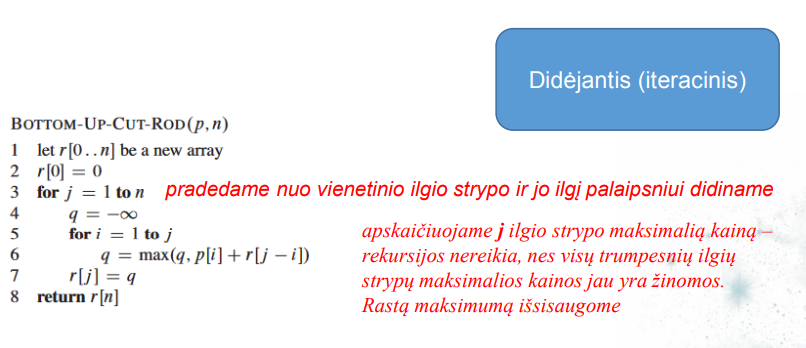 Didėjantis (iteracinis)
BOTTOM-UP-CUT-ROD(p, n)
1 let r[0..n] be a new array
2 r[0] = 0
3 for j = 1 to n pradedame nuo vienetinio ilgio strypo ir jo ilgį palaipsniui didiname
4 q = −∞
5 for i = 1 to j
6 q = max(q, p[i] + r[j − i])
7 r[j] = q
8 return r[n]
apskaičiuojame j ilgio strypo maksimalią kainą –
rekursijos nereikia, nes visų trumpesnių ilgių
strypų maksimalios kainos jau yra žinomos.
Rastą maksimumą išsisaugome